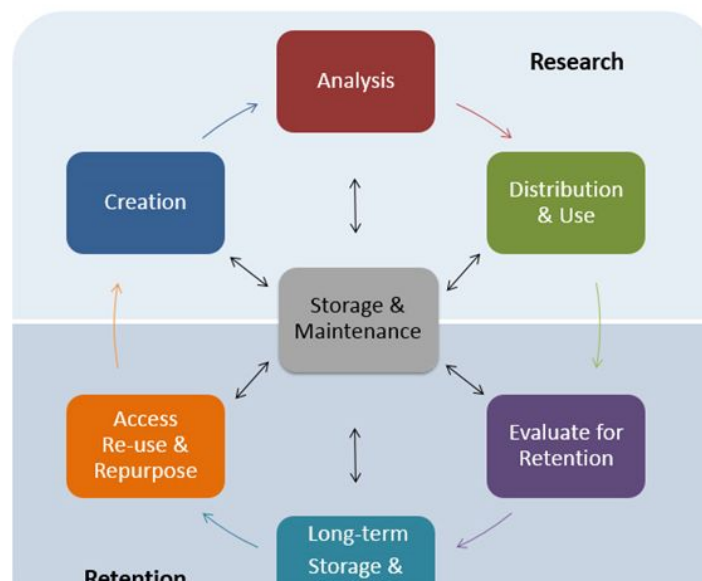 Research
Analysis
Creation
Distribution
& Use
Storage &
Maintenance
Access
Re-use &
Repurpose
Evaluate for
Retention
Long-term
Storage &
Retention